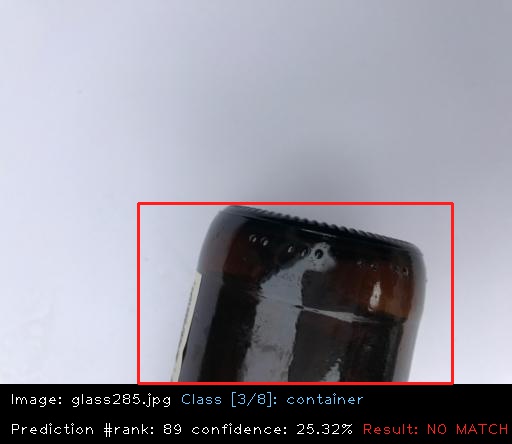 Image: glass285.jpg Class [3/8]: container
Prediction #rank: 89 confidence: 25.32% Result: NO MATCH